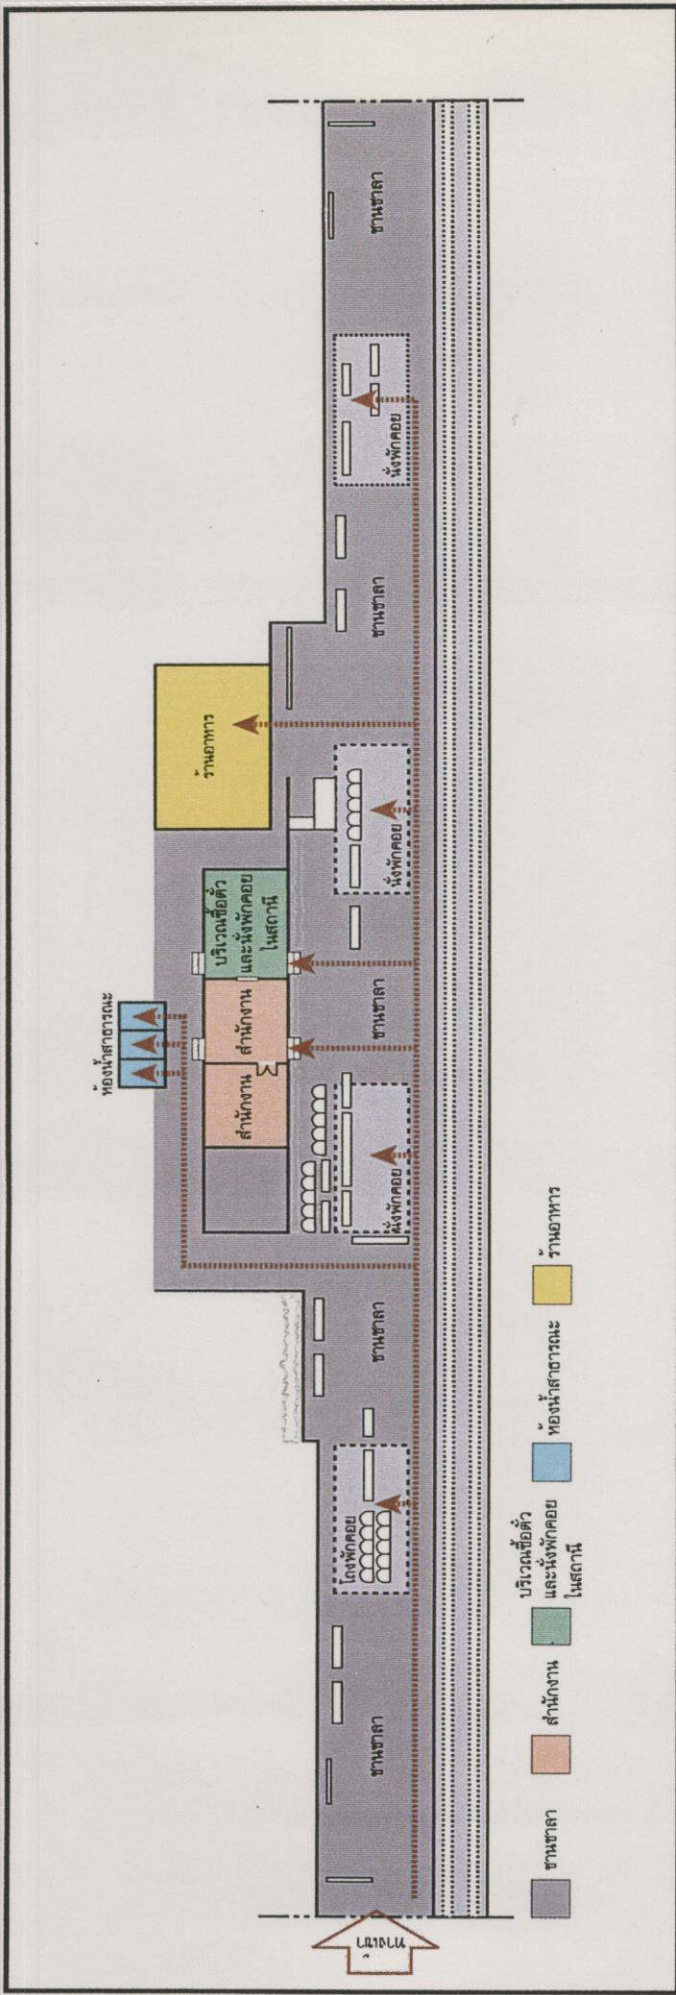 ห้องน้ำสาธารณะ
ร้านอาหาร
สำนักงาน
สำนักงาน
บริเวณซื้อตั๋ว
และนั่งพักคอย
ในสถานี
ทางเข้า
ชานชาลา
โถงพักคอย
ชานชาลา
นั่งพักคอย
ชานชาลา
นั่งพักคอย
ชานชาลา
นั่งพักคอย
ชานชาลา
ชานชาลา
สำนักงาน
บริเวณซื้อตั๋ว
และนั่งพักคอย
ในสถานี
ห้องน้ำสาธารณะ
ร้านอาหาร